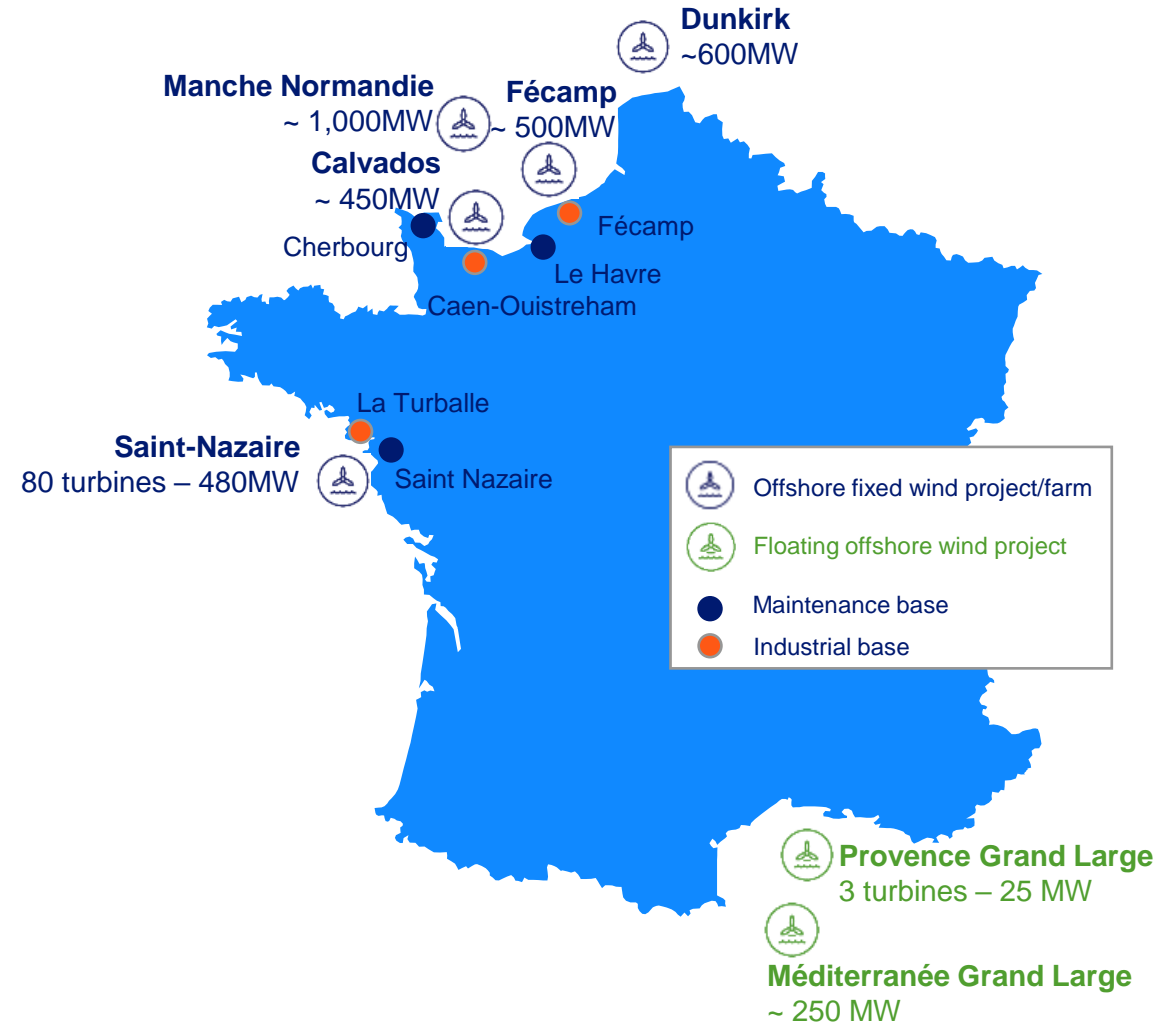 Dunkirk
~600MW
Manche Normandie
~ 1,000MW
Fécamp
~ 500MW
Calvados
~ 450MW
Cherbourg
Fécamp
Le Havre
Caen-Ouistreham
La Turballe
Saint-Nazaire
80 turbines – 480MW
Saint Nazaire
Offshore fixed wind project/farm
Floating offshore wind project
Maintenance base
Industrial base
Provence Grand Large
3 turbines – 25 MW
Méditerranée Grand Large
~ 250 MW